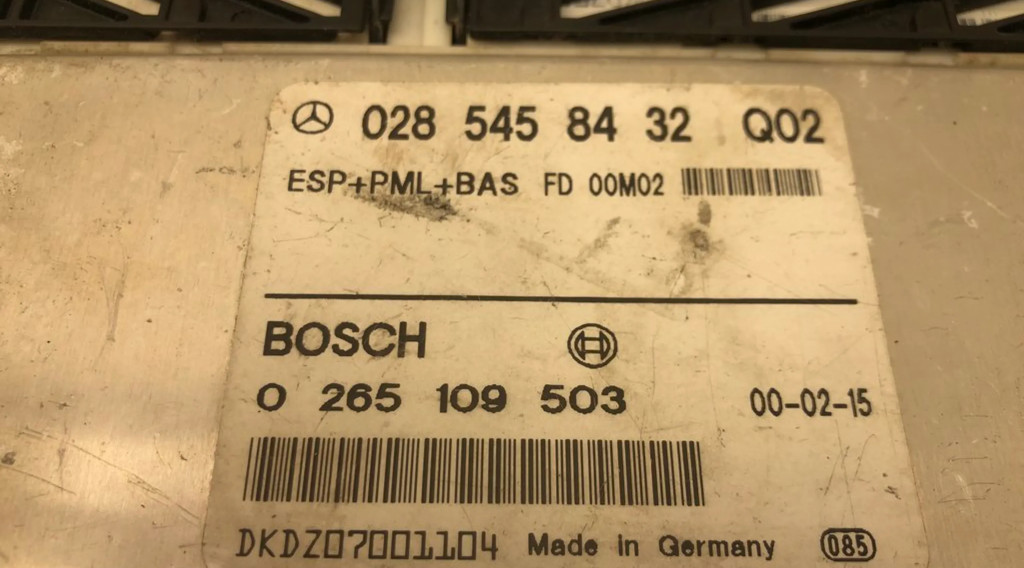 028 545 84 32 Q02
ESP+PML+BAS FD 00M02
BOSCH
0 265 109 503 00-02-15
DKDZ07001104 Made in Germany 085